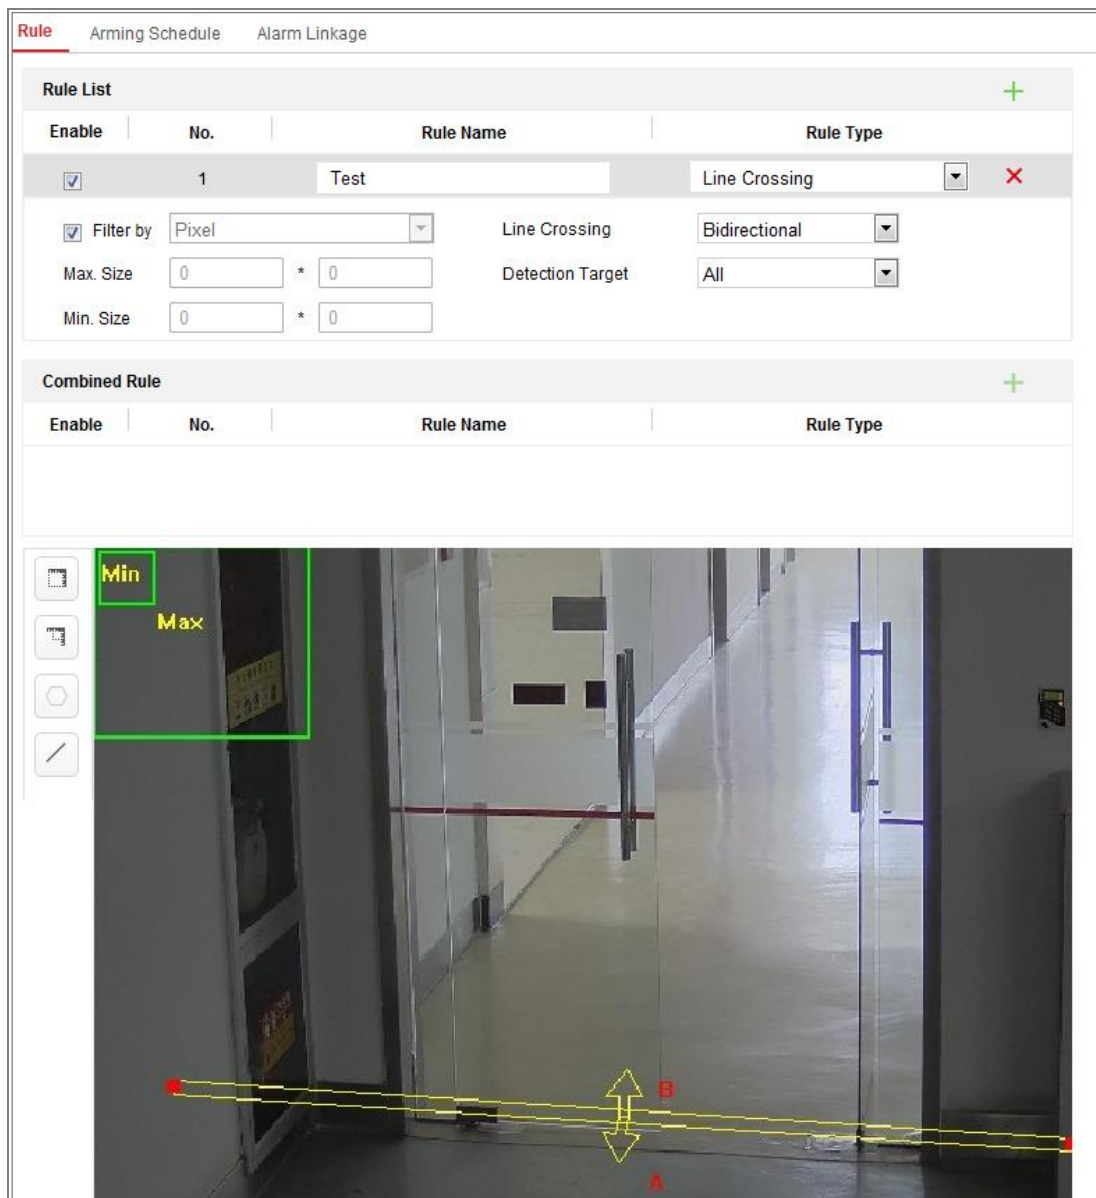 Rule Arming Schedule Alarm Linkage
Rule List +
Enable No. Rule Name Rule Type
1 Test Line Crossing
Filter by Pixel Line Crossing Bidirectional
Max. Size 0 * 0 Detection Target All
Min. Size 0 * 0
Combined Rule +
Enable No. Rule Name Rule Type
Min
Max
B
A